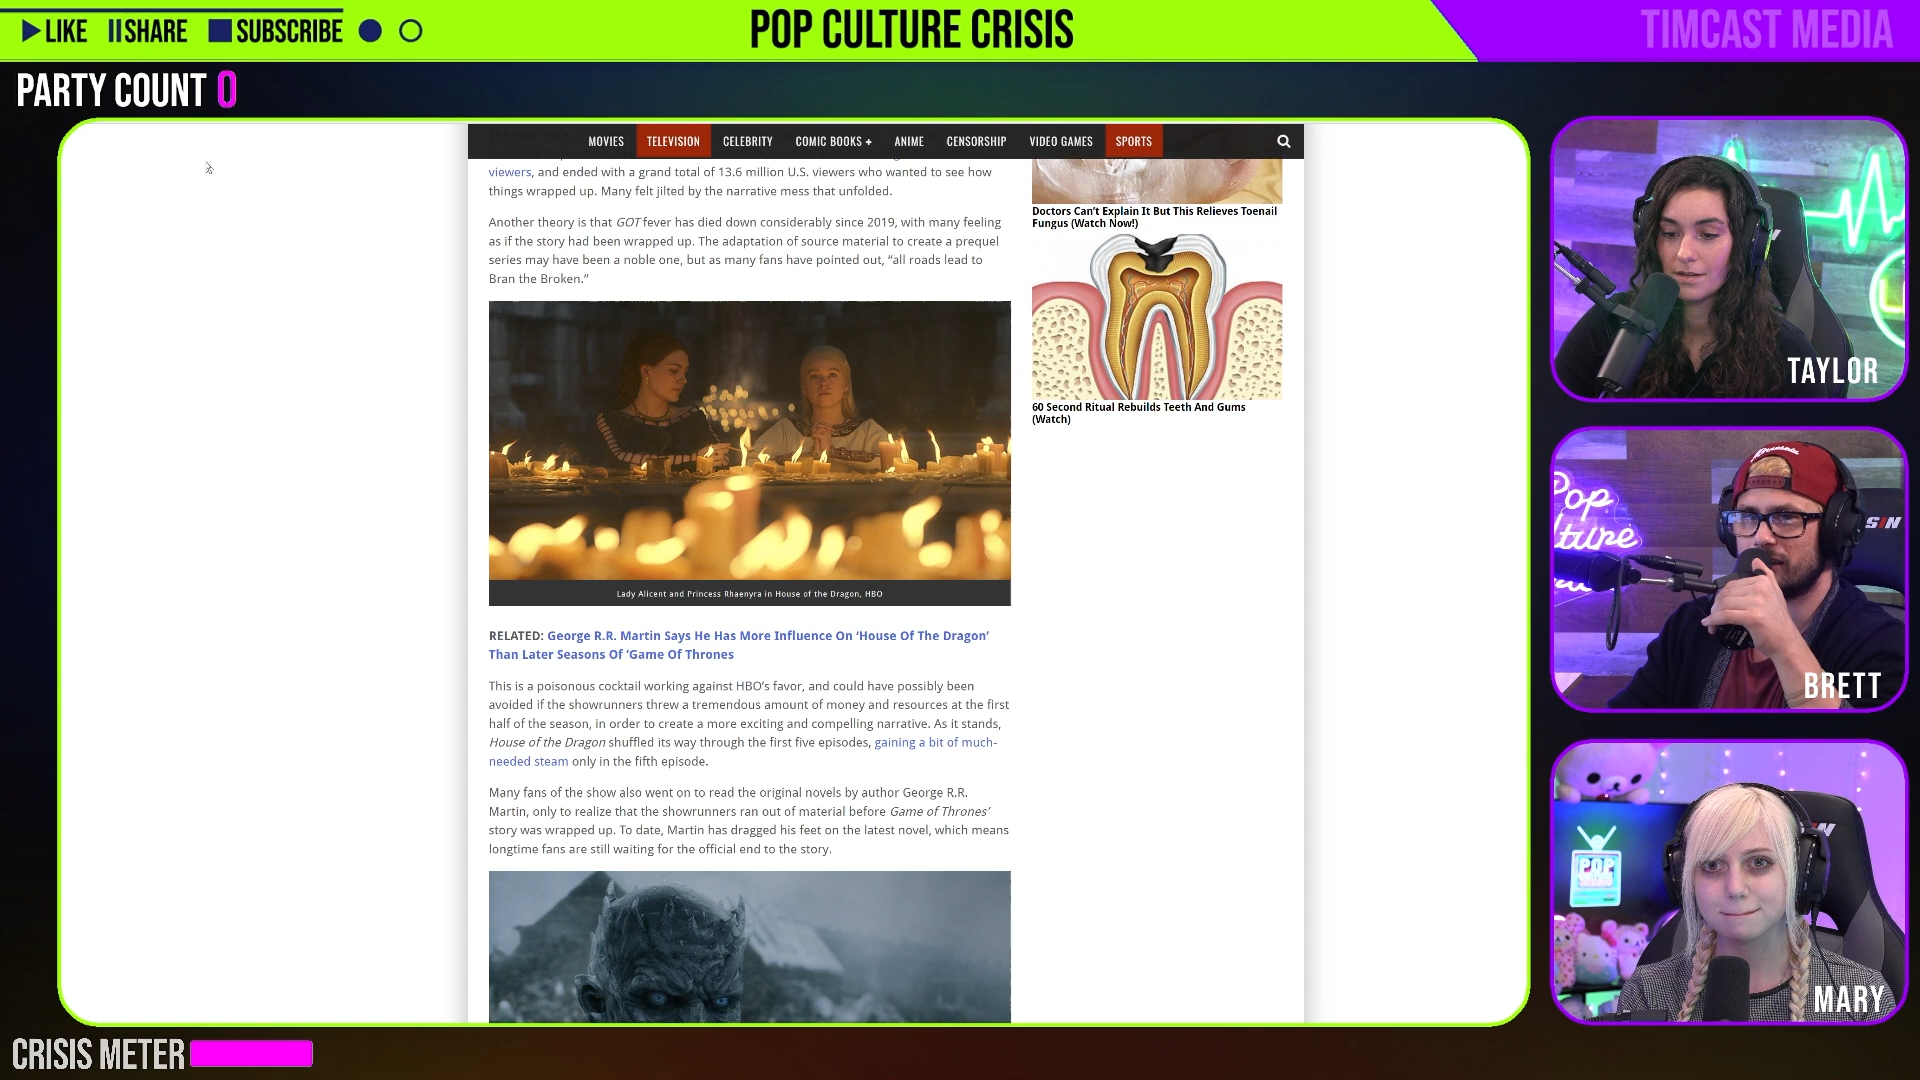 LIKE SHARE SUBSCRIBE
POP CULTURE CRISIS
TIMCAST MEDIA
PARTY COUNT 0
MOVIES TELEVISION CELEBRITY COMIC BOOKS + ANIME CENSORSHIP VIDEO GAMES SPORTS
viewers, and ended with a grand total of 13.6 million U.S. viewers who wanted to see how
things wrapped up. Many felt jilted by the narrative mess that unfolded.
Another theory is that GOT fever has died down considerably since 2019, with many feeling
as if the story had been wrapped up. The adaptation of source material to create a prequel
series may have been a noble one, but as many fans have pointed out, “all roads lead to
Bran the Broken.”
Lady Alicent and Princess Rhaenyra in House of the Dragon, HBO
RELATED: George R.R. Martin Says He Has More Influence On ‘House Of The Dragon’
Than Later Seasons Of ‘Game Of Thrones
This is a poisonous cocktail working against HBO’s favor, and could have possibly been
avoided if the showrunners threw a tremendous amount of money and resources at the first
half of the season, in order to create a more exciting and compelling narrative. As it stands,
House of the Dragon shuffled its way through the first five episodes, gaining a bit of much-
needed steam only in the fifth episode.
Many fans of the show also went on to read the original novels by author George R.R.
Martin, only to realize that the showrunners ran out of material before Game of Thrones’
story was wrapped up. To date, Martin has dragged his feet on the latest novel, which means
longtime fans are still waiting for the official end to the story.
Doctors Can’t Explain It But This Relieves Toenail
Fungus (Watch Now!)
60 Second Ritual Rebuilds Teeth And Gums
(Watch)
TAYLOR
Pop
lture
S/N
BRETT
POP
MARY
CRISIS METER